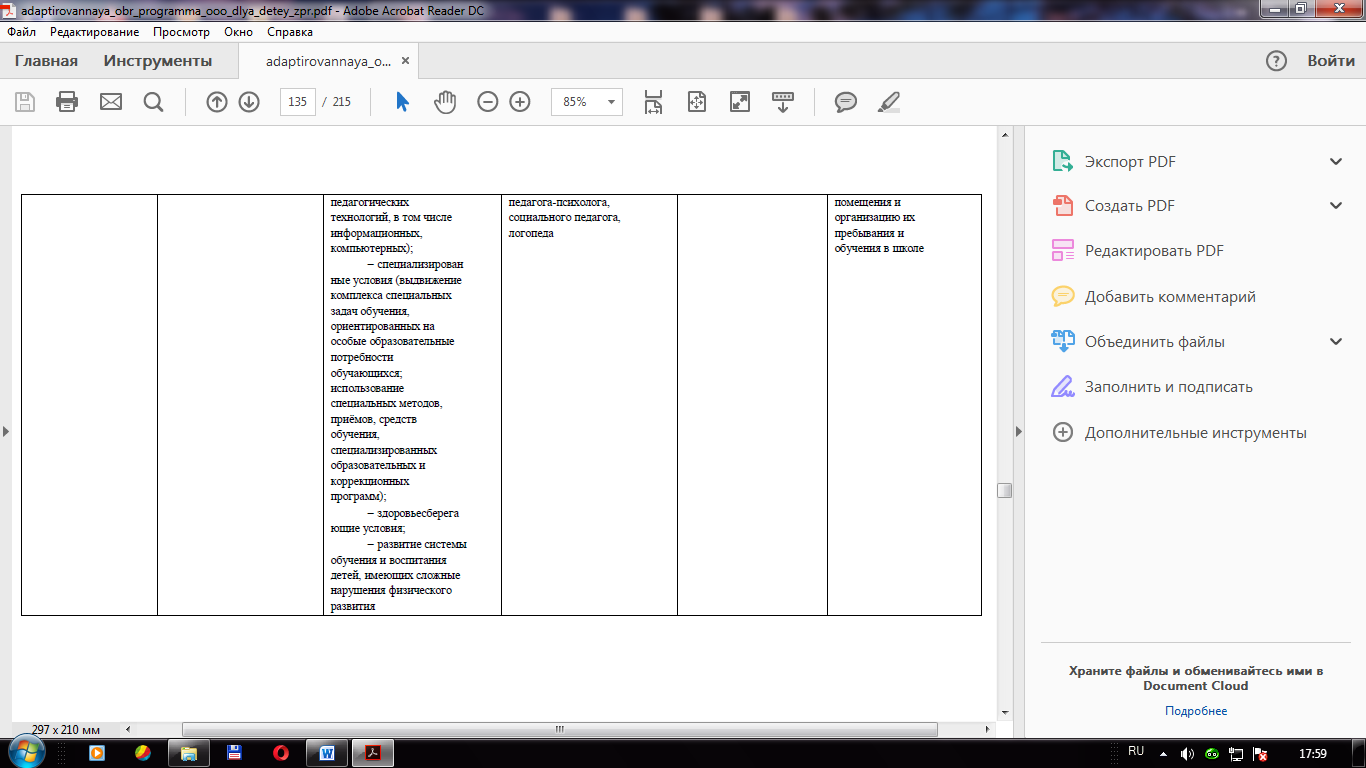 adaptirovannaya_obr_programma_ooo_dlya_detey_zpr.pdf - Adobe Acrobat Reader DC
Файл Редактирование Просмотр Окно Справка
Главная Инструменты adaptirovannaya_o... × ? Войти
135 / 215 85%
педагогических
технологий, в том числе
информационных,
компьютерных);
– специализирован
ные условия (выдвижение
комплекса специальных
задач обучения,
ориентированных на
особые образовательные
потребности
обучающихся;
использование
специальных методов,
приёмов, средств
обучения,
специализированных
образовательных и
коррекционных
программ);
– здоровьесберега
ющие условия;
– развитие системы
обучения и воспитания
детей, имеющих сложные
нарушения физического
развития
педагога-психолога,
социального педагога,
логопеда
помещения и
организацию их
пребывания и
обучения в школе
Экспорт PDF
Создать PDF
Редактировать PDF
Добавить комментарий
Объединить файлы
Заполнить и подписать
Дополнительные инструменты
Храните файлы и обменивайтесь ими в
Document Cloud
Подробнее
297 x 210 мм
RU 17:59